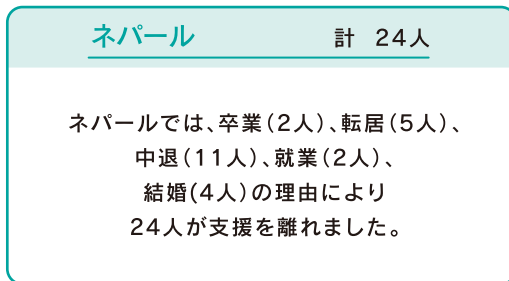 ネパール 計 24人
ネパールでは、卒業(2人)、転居(5人)、
中退(11人)、就業(2人)、
結婚(4人)の理由により
24人が支援を離れました。